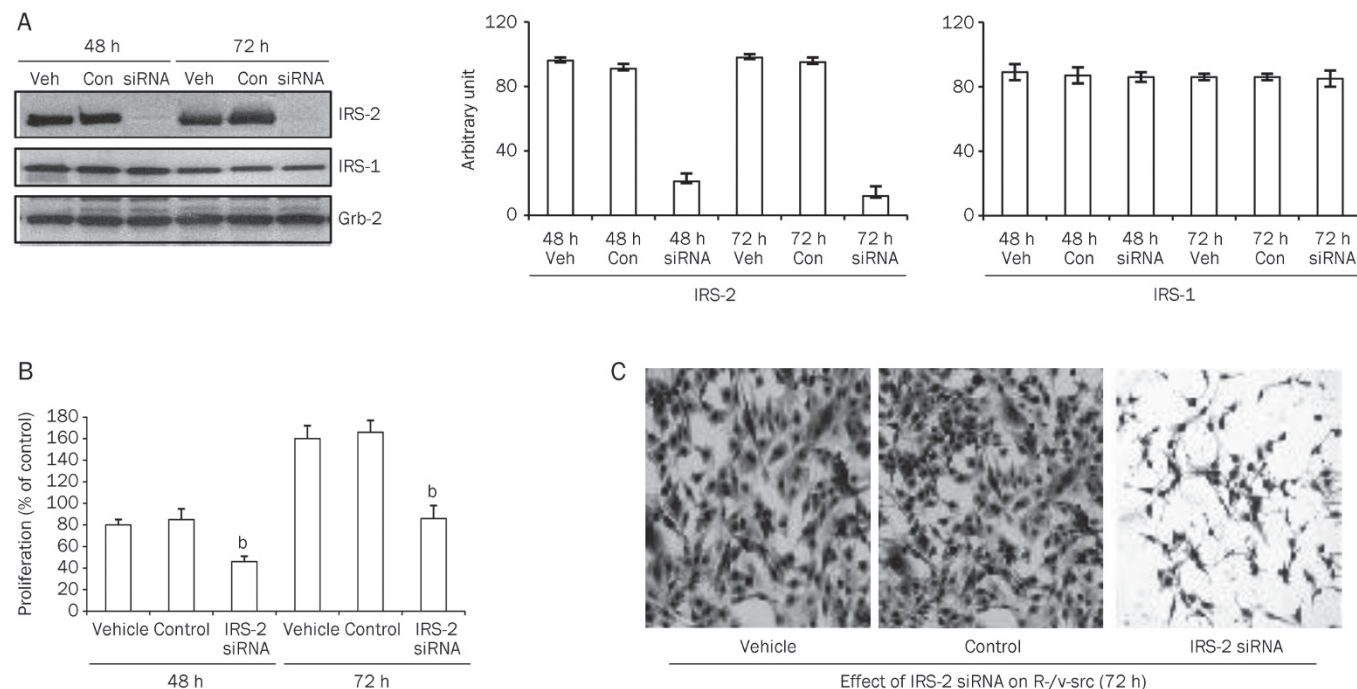 A
48 h 72 h
Veh Con siRNA Veh Con siRNA
IRS-2
IRS-1
Grb-2
Arbitrary unit
120
80
40
0
48 h 48 h 48 h 72 h 72 h 72 h
Veh Con siRNA Veh Con siRNA
IRS-2
120
80
40
0
48 h 48 h 48 h 72 h 72 h 72 h
Veh Con siRNA Veh Con siRNA
IRS-1
B
Proliferation (% of control)
180
160
140
120
100
80
60
40
20
0
b
b
Vehicle Control IRS-2 Vehicle Control IRS-2
siRNA siRNA
48 h 72 h
C
Vehicle Control IRS-2 siRNA
Effect of IRS-2 siRNA on R-/v-src (72 h)